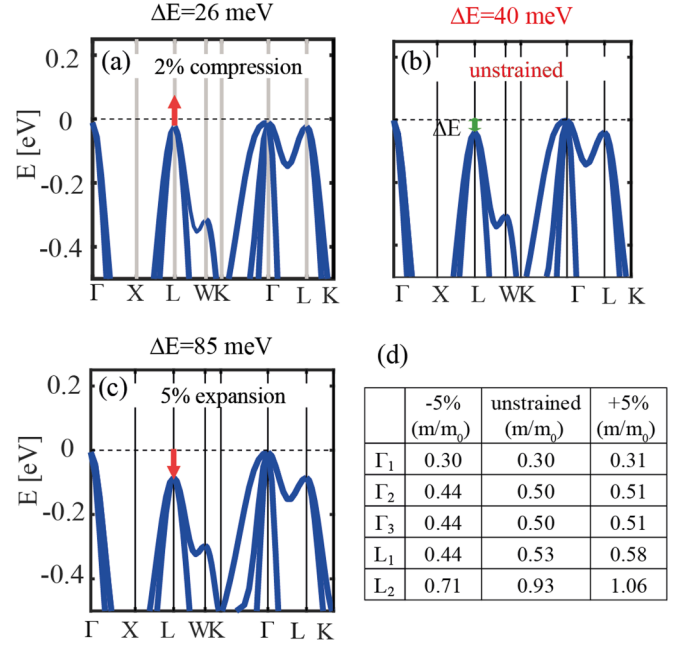 ΔE=26 meV
ΔE=40 meV
(a)
2% compression
(b)
unstrained
ΔE
E [eV]
0.2
0
-0.2
-0.4
Γ X L W K Γ L K
Γ X L W K Γ L K
ΔE=85 meV
(c)
5% expansion
E [eV]
0.2
0
-0.2
-0.4
Γ X L W K Γ L K
(d)
-5% (m/m₀) unstrained (m/m₀) +5% (m/m₀)
Γ₁ 0.30 0.30 0.31
Γ₂ 0.44 0.50 0.51
Γ₃ 0.44 0.50 0.51
L₁ 0.44 0.53 0.58
L₂ 0.71 0.93 1.06